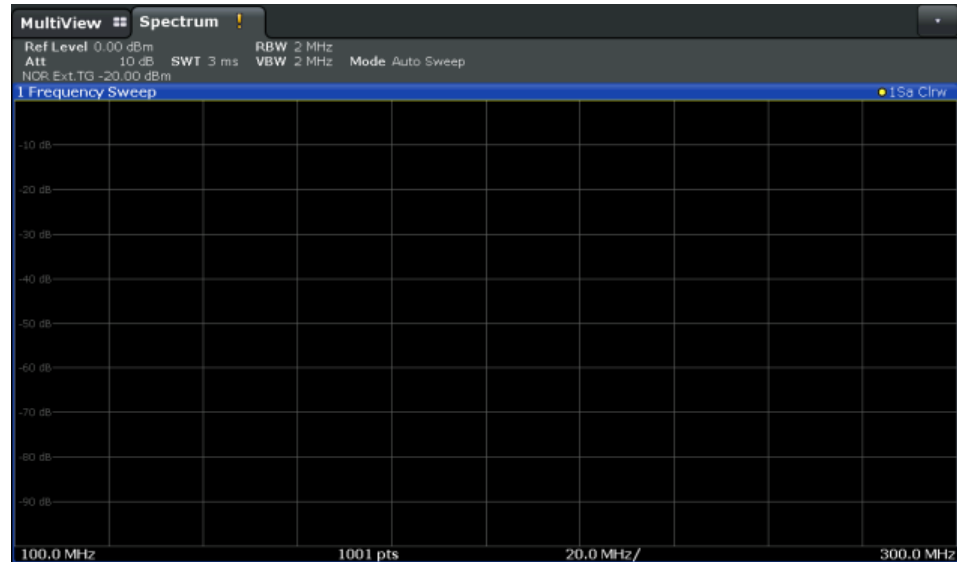 MultiView Spectrum !
Ref Level 0.00 dBm RBW 2 MHz
Att 10 dB SWT 3 ms VBW 2 MHz Mode Auto Sweep
NOR Ext.TG -20.00 dBm
1 Frequency Sweep 1Sa Clrw
-10 dB
-20 dB
-30 dB
-40 dB
-50 dB
-60 dB
-70 dB
-80 dB
-90 dB
100.0 MHz 1001 pts 20.0 MHz/ 300.0 MHz